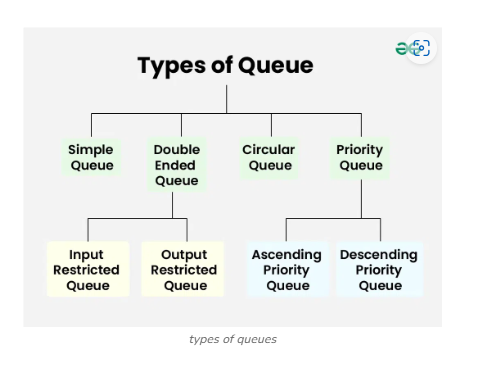 Types of Queue
Simple
Queue
Double
Ended
Queue
Circular
Queue
Priority
Queue
Input
Restricted
Queue
Output
Restricted
Queue
Ascending
Priority
Queue
Descending
Priority
Queue
types of queues